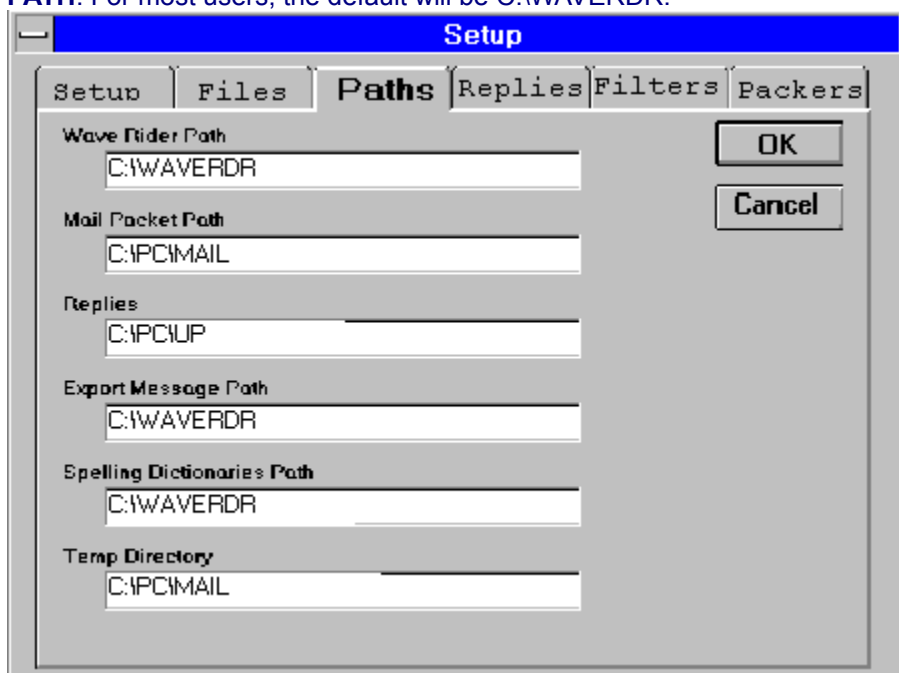 PATH. For most users, the default will be C:\WAVERDR.
Setup
Setup Files Paths Replies Filters Packers
Wave Rider Path
C:\WAVERDR
OK
Mail Packet Path
C:\PC\MAIL
Cancel
Replies
C:\PC\UP
Export Message Path
C:\WAVERDR
Spelling Dictionaries Path
C:\WAVERDR
Temp Directory
C:\PC\MAIL